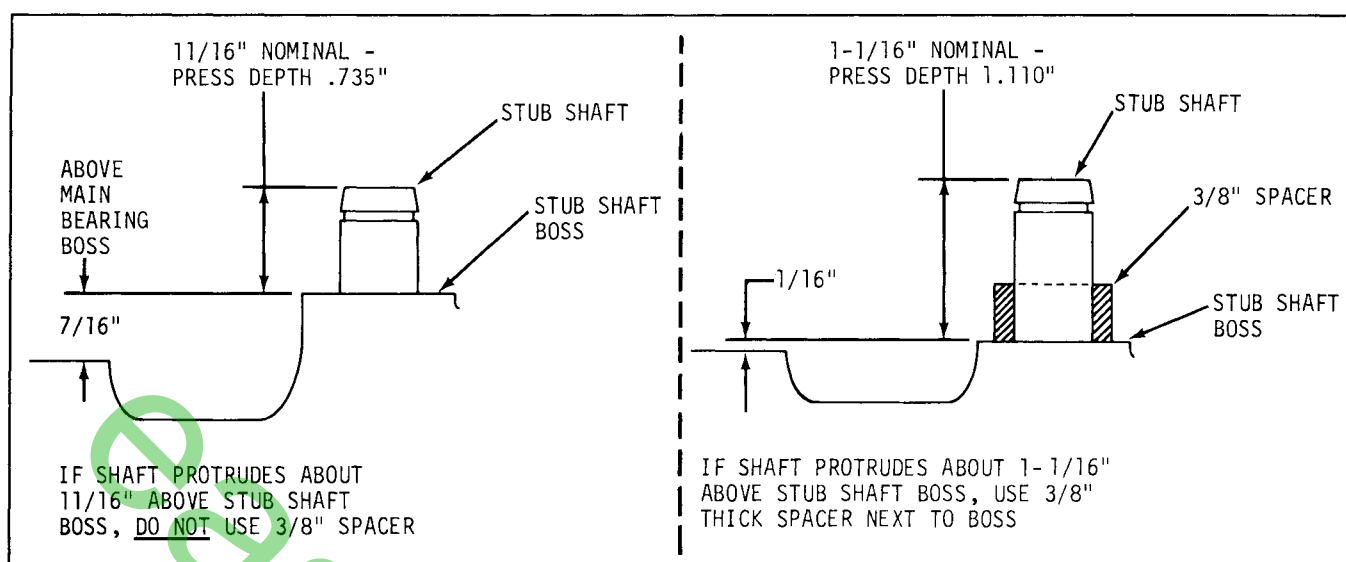 11/16" NOMINAL -
PRESS DEPTH .735"
STUB SHAFT
ABOVE
MAIN
BEARING
BOSS
STUB SHAFT
BOSS
7/16"
IF SHAFT PROTRUDES ABOUT
11/16" ABOVE STUB SHAFT
BOSS, DO NOT USE 3/8" SPACER
1-1/16" NOMINAL -
PRESS DEPTH 1.110"
STUB SHAFT
3/8" SPACER
1/16"
STUB SHAFT
BOSS
IF SHAFT PROTRUDES ABOUT 1-1/16"
ABOVE STUB SHAFT BOSS, USE 3/8"
THICK SPACER NEXT TO BOSS